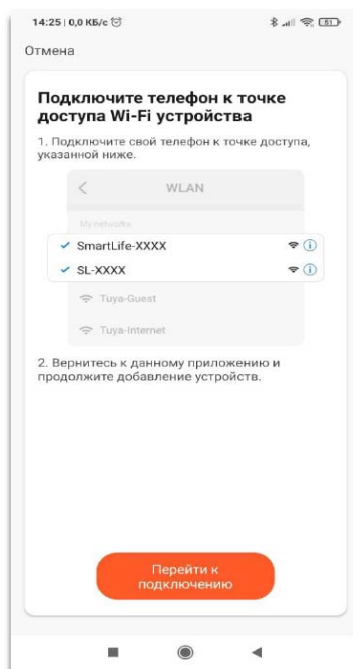 14:25 | 0,0 КБ/с
51
Отмена
Подключите телефон к точке
доступа Wi-Fi устройства
1. Подключите свой телефон к точке доступа,
указанной ниже.
WLAN
My networks
SmartLife-XXXX
SL-XXXX
Tuya-Guest
Tuya-Internet
2. Вернитесь к данному приложению и
продолжите добавление устройств.
Перейти к
подключению